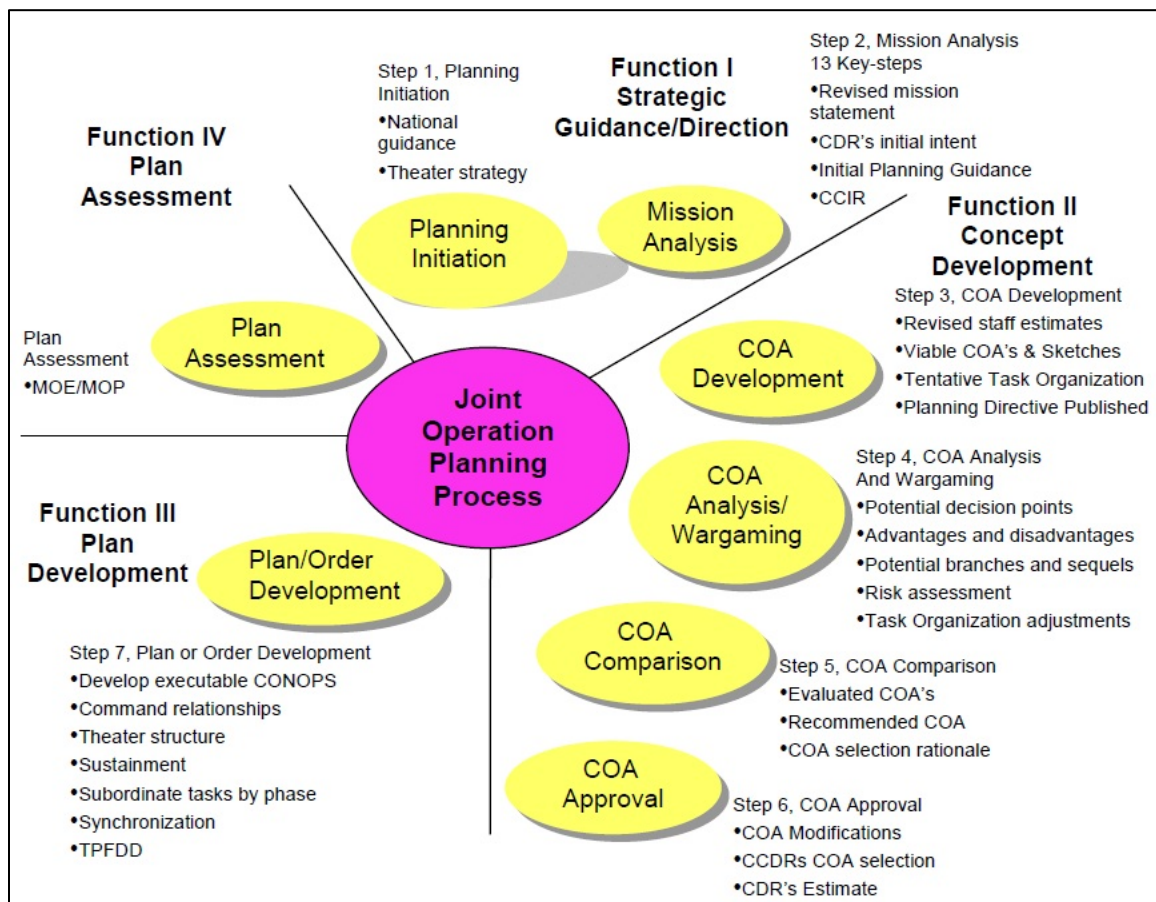 Function I
Strategic
Guidance/Direction
Step 1, Planning
Initiation
•National
guidance
•Theater strategy
Planning
Initiation
Mission
Analysis
Step 2, Mission Analysis
13 Key-steps
•Revised mission
statement
•CDR's initial intent
•Initial Planning Guidance
•CCIR
Function II
Concept
Development
Step 3, COA Development
•Revised staff estimates
•Viable COA's & Sketches
•Tentative Task Organization
•Planning Directive Published
COA
Development
COA
Analysis/
Wargaming
Step 4, COA Analysis
And Wargaming
•Potential decision points
•Advantages and disadvantages
•Potential branches and sequels
•Risk assessment
•Task Organization adjustments
COA
Comparison
Step 5, COA Comparison
•Evaluated COA's
•Recommended COA
•COA selection rationale
COA
Approval
Step 6, COA Approval
•COA Modifications
•CCDRs COA selection
•CDR's Estimate
Function III
Plan
Development
Plan/Order
Development
Step 7, Plan or Order Development
•Develop executable CONOPS
•Command relationships
•Theater structure
•Sustainment
•Subordinate tasks by phase
•Synchronization
•TPFDD
Function IV
Plan
Assessment
Plan
Assessment
Plan
Assessment
•MOE/MOP
Joint
Operation
Planning
Process